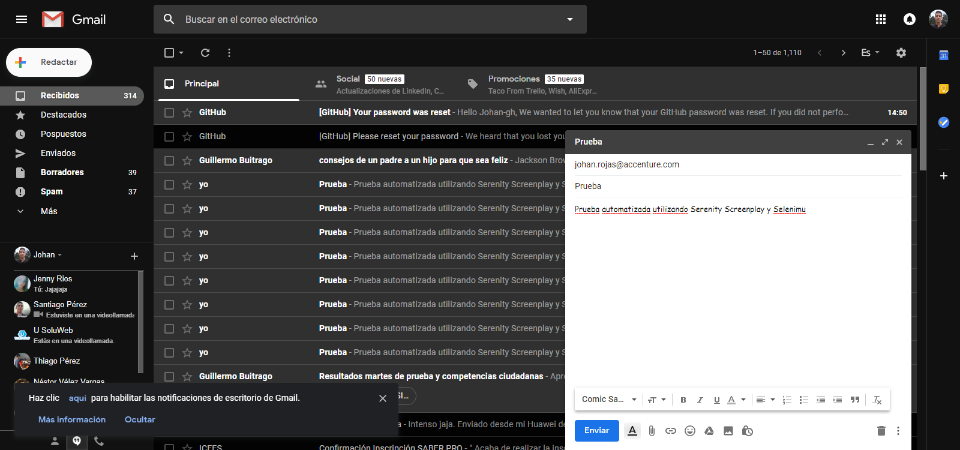 Gmail
Buscar en el correo electrónico
Redactar
1–50 de 1,110
Es
Principal
Social 50 nuevas
Actualizaciones de LinkedIn, C...
Promociones 35 nuevas
Taco From Trello, Wish, AliExpr...
Recibidos 314
Destacados
Pospuestos
Enviados
Borradores 39
Spam 37
Más
GitHub [GitHub] Your password was reset - Hello Johan-gh, We wanted to let you know that your GitHub password was reset. If you did not perfo... 14:50
GitHub [GitHub] Please reset your password - We heard that you lost you
Guillermo Buitrago consejos de un padre a un hijo para que sea feliz - Jackson Brow
yo Prueba - Prueba automatizada utilizando Serenity Screenplay y S
yo Prueba - Prueba automatizada utilizando Serenity Screenplay y S
yo Prueba - Prueba automatizada utilizando Serenity Screenplay y S
yo Prueba - Prueba automatizada utilizando Serenity Screenplay y S
yo Prueba - Prueba automatizada utilizando Serenity Screenplay y S
yo Prueba - Prueba automatizada utilizando Serenity Screenplay y S
yo Prueba - Prueba automatizada utilizando Serenity Screenplay y S
yo Prueba - Prueba automatizada utilizando Serenity Screenplay y S
Guillermo Buitrago Resultados martes de prueba y competencias ciudadanas - Apre
- Intenso jaja. Enviado desde mi Huawei de
ICFES Confirmación Inscripción SABER PRO - " Acaba de realizar la inscr
Johan
Jenny Rios
Tú: Jajajaja
Santiago Pérez
Estuviste en una videollamada
U SoluWeb
Estás en una videollamada.
Thiago Pérez
Néstor Vélez Vargas
Haz clic aquí para habilitar las notificaciones de escritorio de Gmail.
Más información Ocultar
Prueba
johan.rojas@accenture.com
Prueba
Prueba automatizada utilizando Serenity Screenplay y Selenimu
Comic Sa...
B I U A
Enviar A